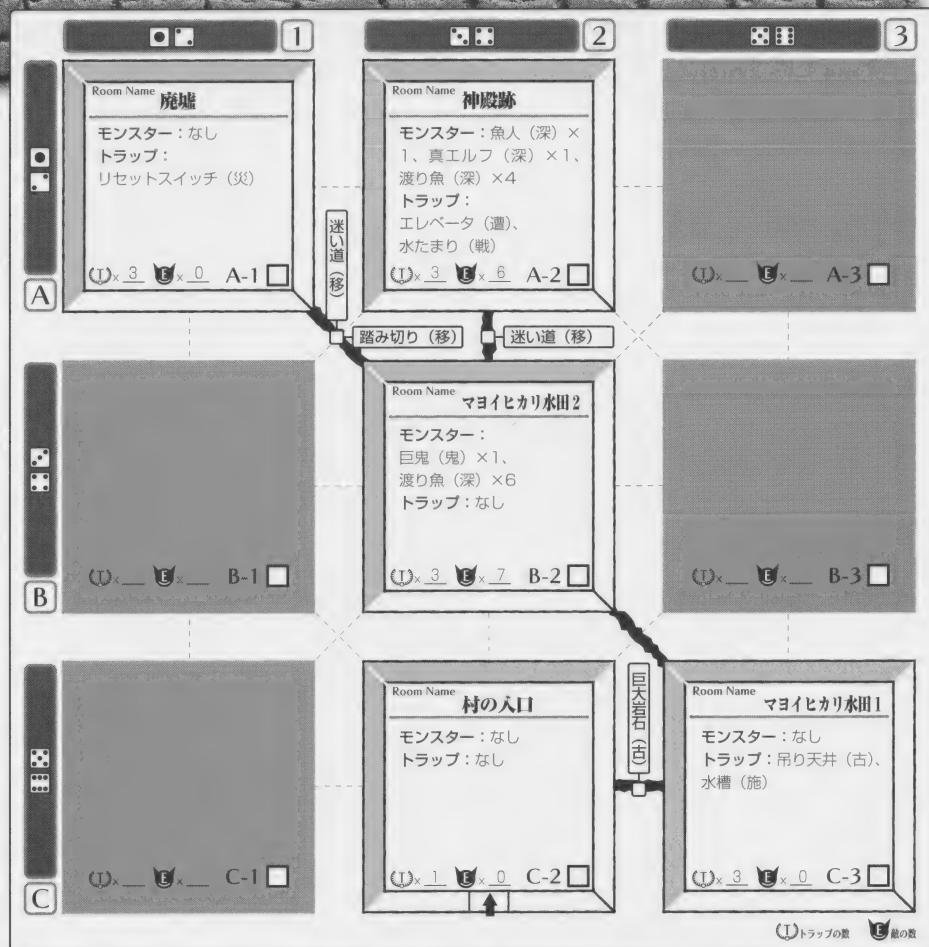 1
2
3
A
Room Name 廃墟
モンスター：なし
トラップ：
リセットスイッチ（災）
T× 3 E× 0 A-1
Room Name 神殿跡
モンスター：魚人（深）×
1、真エルフ（深）×1、
渡り魚（深）×4
トラップ：
エレベータ（遭）、
水たまり（戦）
T× 3 E× 6 A-2
T×__ E×__ A-3
迷い道（移）
踏み切り（移）
迷い道（移）
B
T×__ E×__ B-1
Room Name マヨイヒカリ水田2
モンスター：
巨鬼（鬼）×1、
渡り魚（深）×6
トラップ：なし
T× 3 E× 7 B-2
T×__ E×__ B-3
C
T×__ E×__ C-1
Room Name 村の入口
モンスター：なし
トラップ：なし
T× 1 E× 0 C-2
巨大岩石（古）
Room Name マヨイヒカリ水田1
モンスター：なし
トラップ：吊り天井（古）、
水槽（施）
T× 3 E× 0 C-3
T トラップの数 E 敵の数